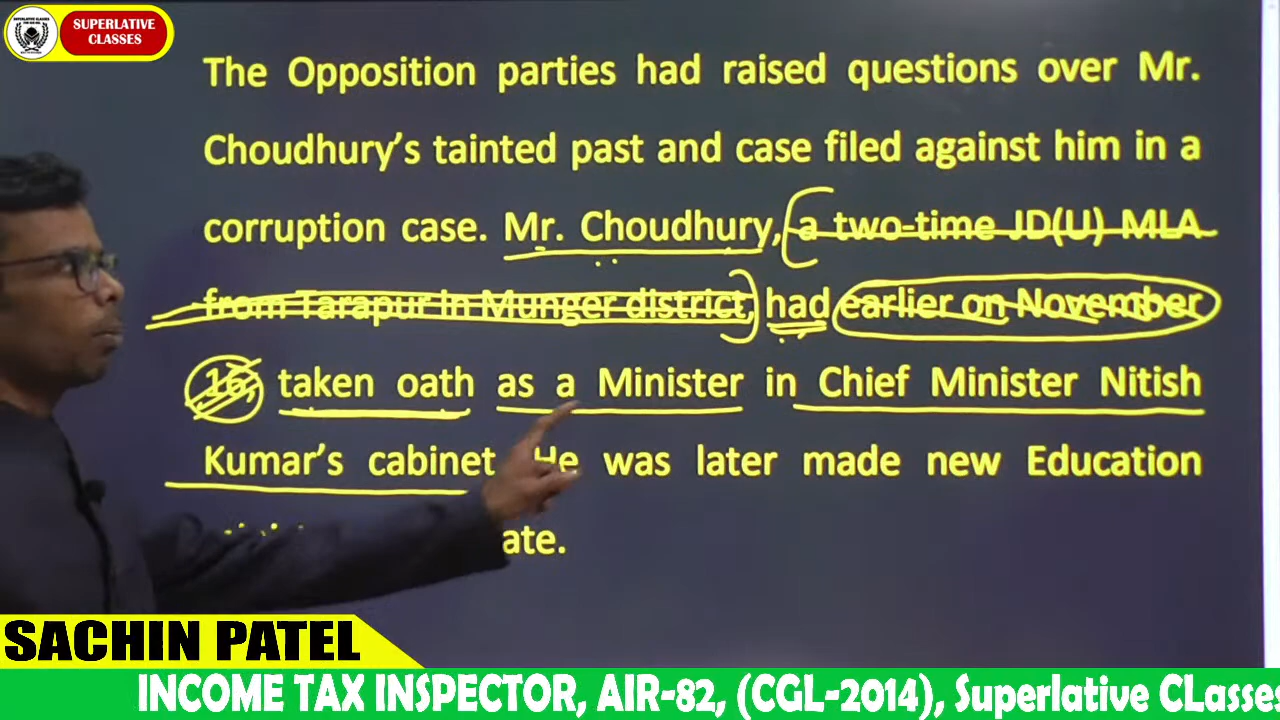 SUPERLATIVE
CLASSES
The Opposition parties had raised questions over Mr.
Choudhury’s tainted past and case filed against him in a
corruption case. Mr. Choudhury, a two-time JD(U) MLA
from Tarapur in Munger district, had earlier on November
16, taken oath as a Minister in Chief Minister Nitish
Kumar’s cabinet He was later made new Education
ate.
SACHIN PATEL
INCOME TAX INSPECTOR, AIR-82, (CGL-2014), Superlative CLasses